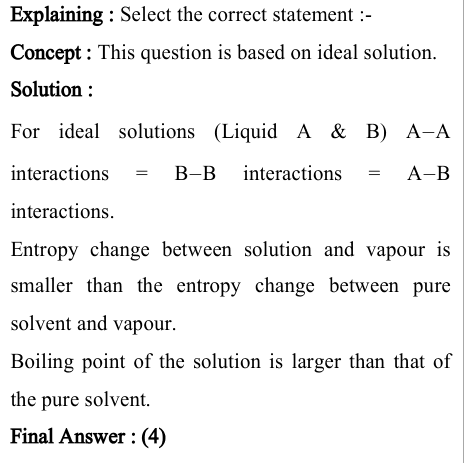 Explaining : Select the correct statement :-
Concept : This question is based on ideal solution.
Solution :
For ideal solutions (Liquid A & B) A–A
interactions = B–B interactions = A–B
interactions.
Entropy change between solution and vapour is
smaller than the entropy change between pure
solvent and vapour.
Boiling point of the solution is larger than that of
the pure solvent.
Final Answer : (4)